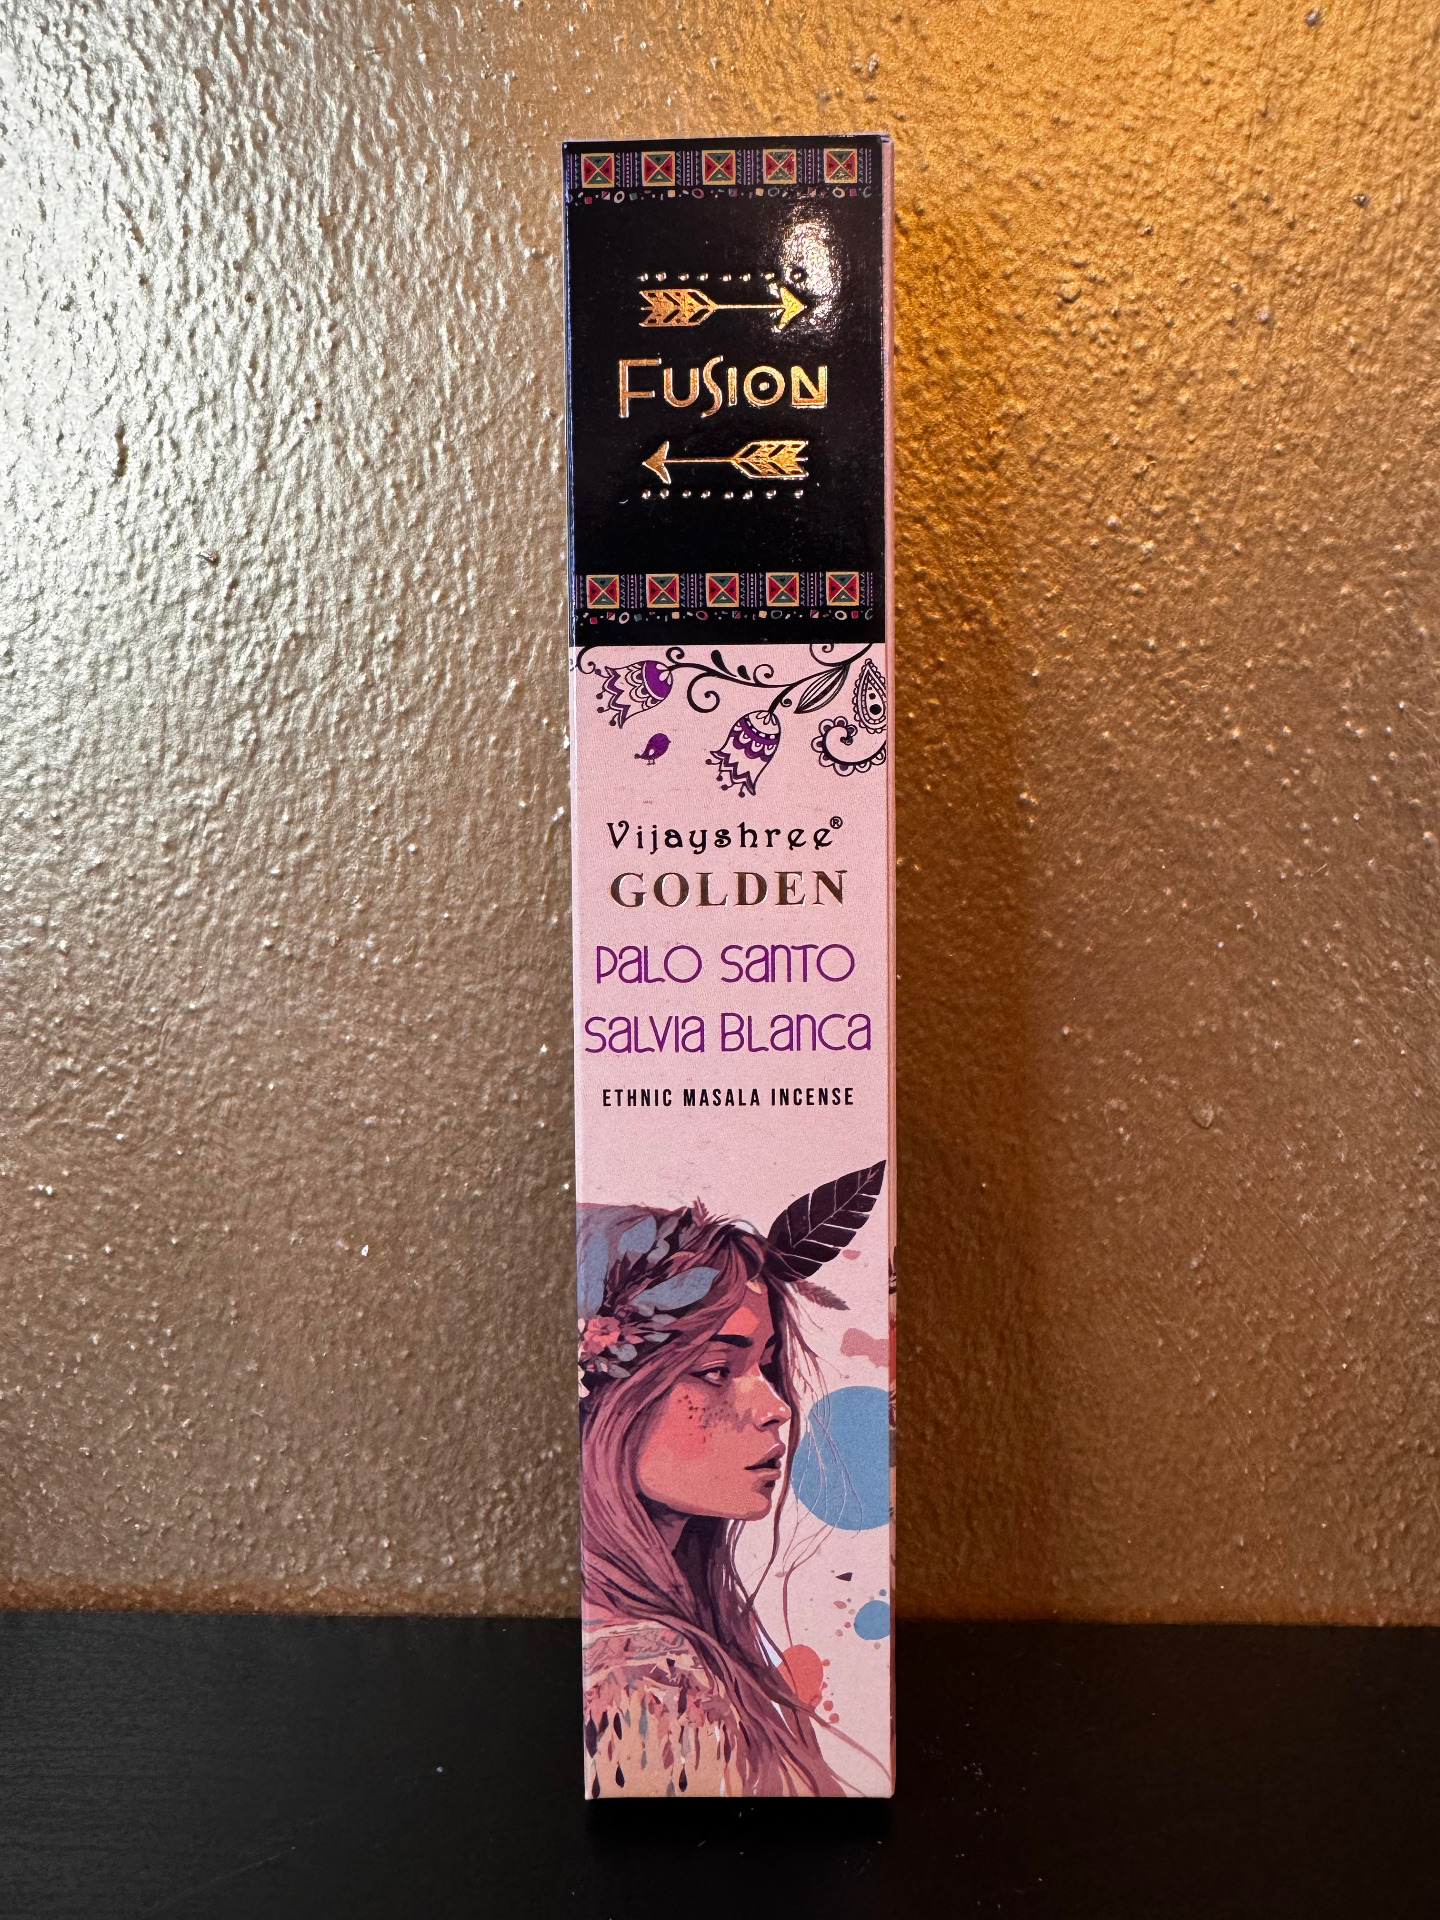 FUSION
Vijayshree®
GOLDEN
PALO SANTO
SALVIA BLANCA
ETHNIC MASALA INCENSE